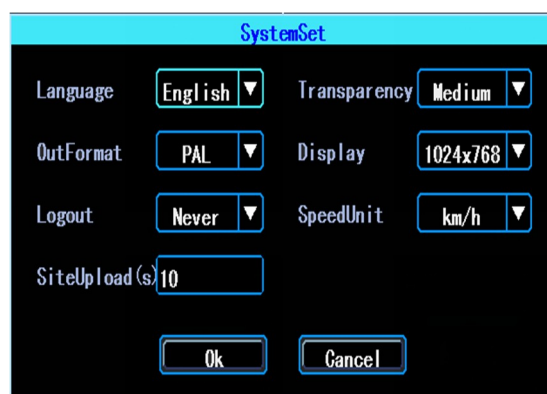 SystemSet
Language English Transparency Medium
OutFormat PAL Display 1024x768
Logout Never SpeedUnit km/h
SiteUpload(s) 10
Ok Cancel